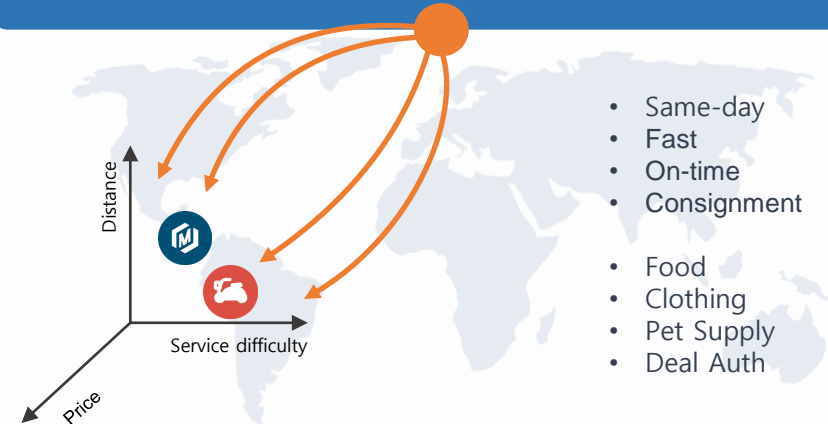 Same-day
Fast
On-time
Consignment
Food
Clothing
Pet Supply
Deal Auth
Distance
M
Service difficulty
Price